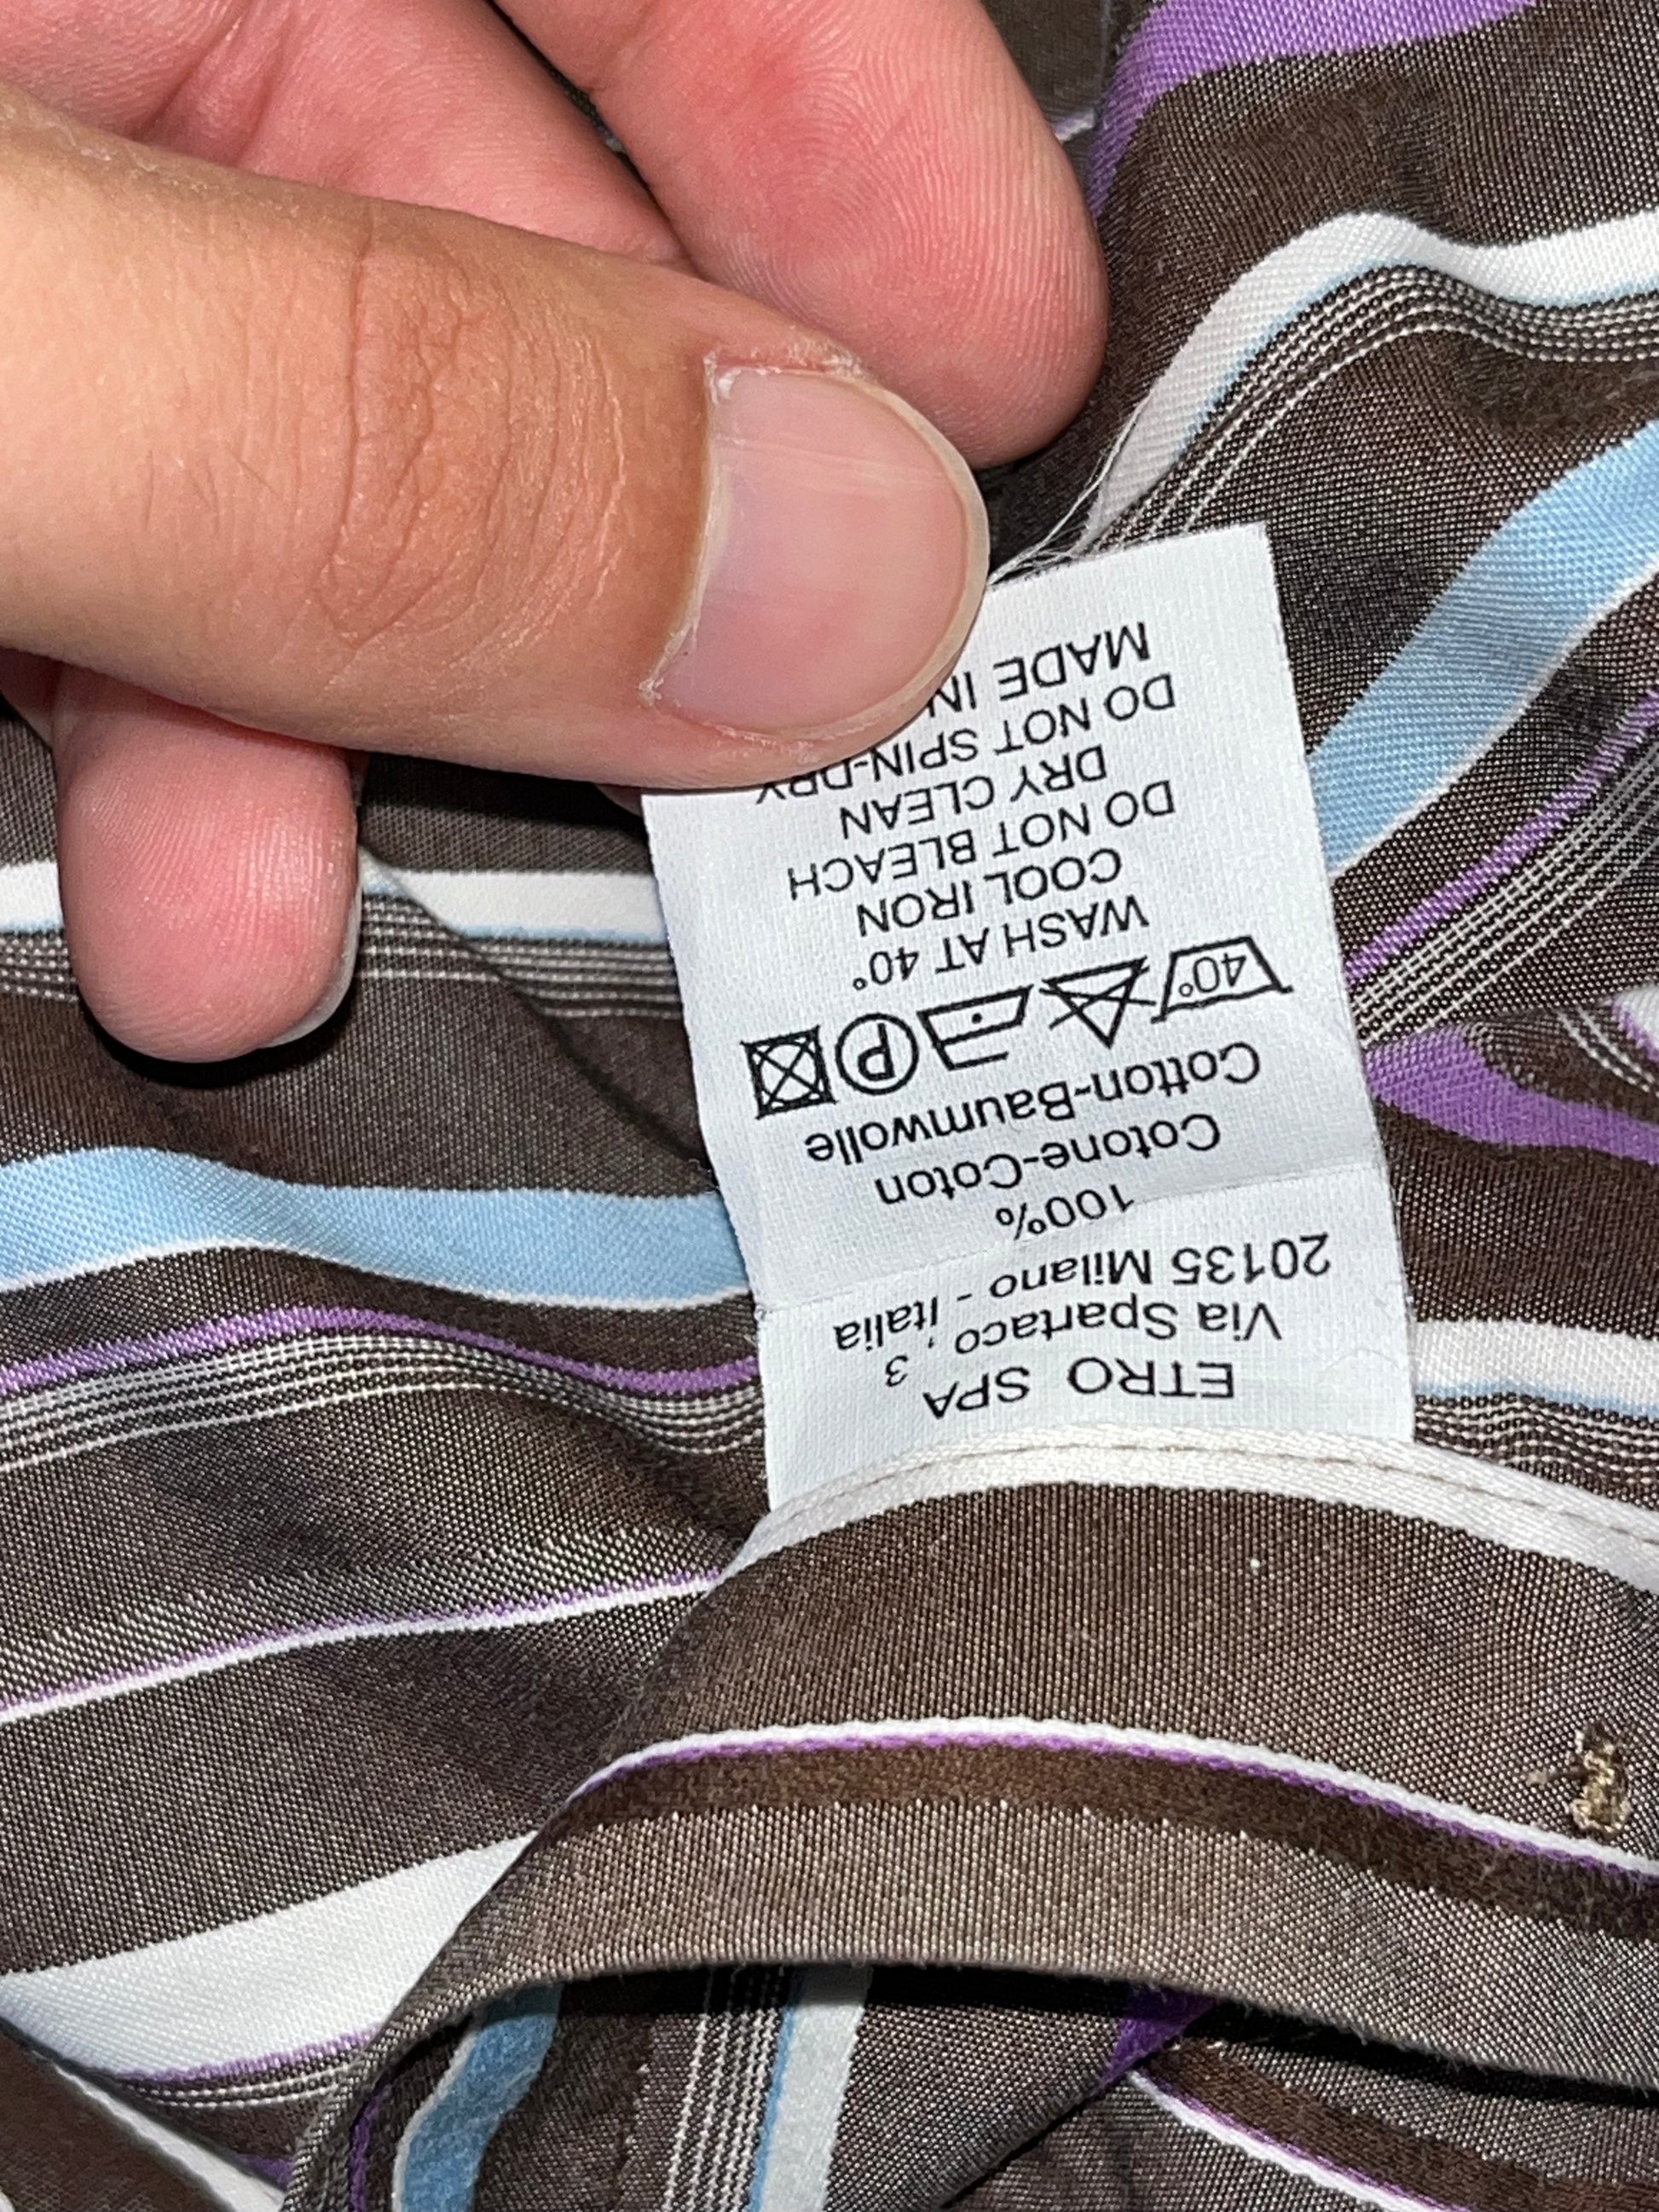 ETRO SPA
Via Spartaco, 3
20135 Milano - Italia
100%
Cotone-Coton
Cotton-Baumwolle
40° P
WASH AT 40°
COOL IRON
DO NOT BLEACH
DRY CLEAN
DO NOT SPIN-DRY
MADE IN